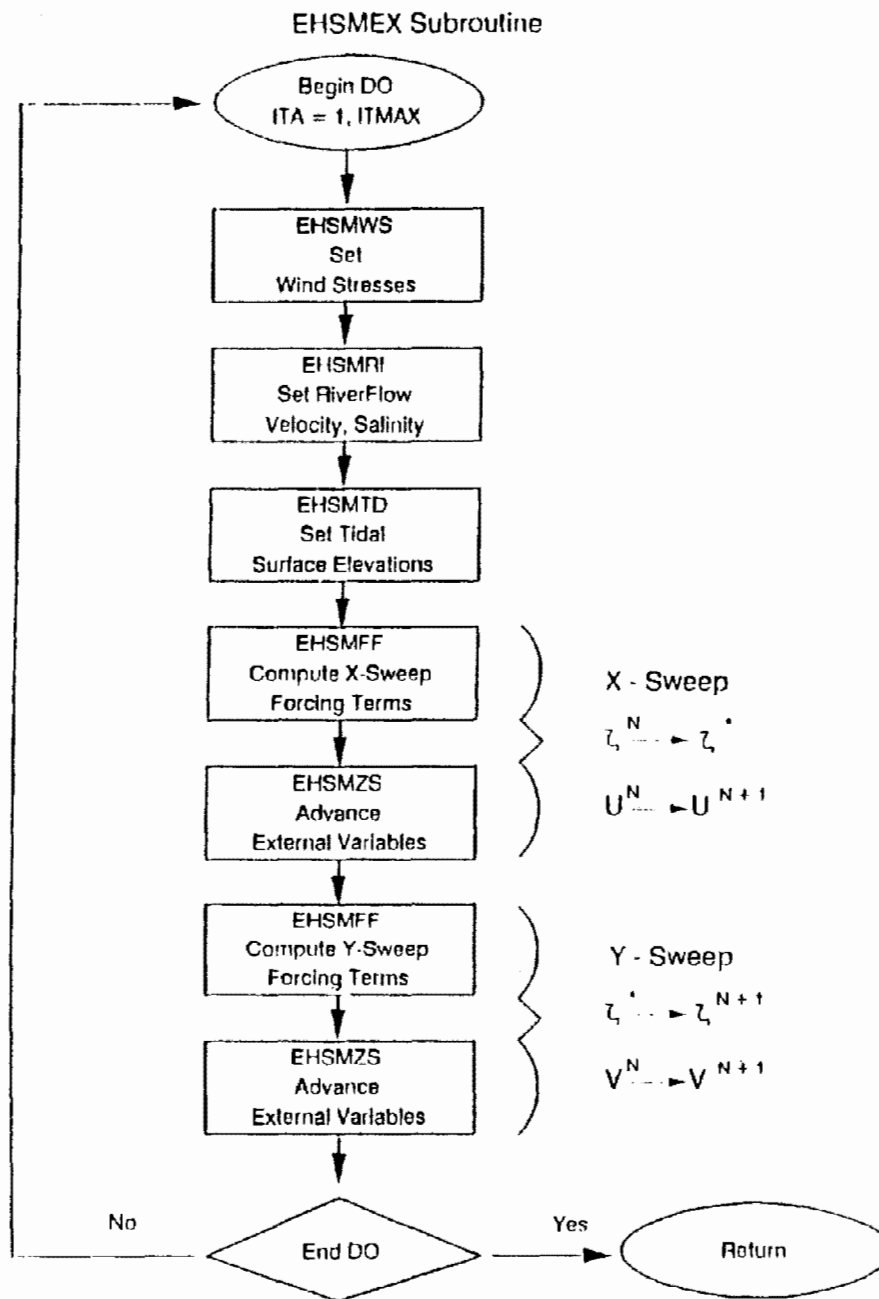 EHSMEX Subroutine
Begin DO
ITA = 1, ITMAX
EHSMWS
Set
Wind Stresses
EHSMRI
Set RiverFlow
Velocity, Salinity
EHSMTD
Set Tidal
Surface Elevations
EHSMFF
Compute X-Sweep
Forcing Terms
EHSMZS
Advance
External Variables
X - Sweep
ζ^N → ζ^*
U^N → U^{N + 1}
EHSMFF
Compute Y-Sweep
Forcing Terms
EHSMZS
Advance
External Variables
Y - Sweep
ζ^* → ζ^{N + 1}
V^N → V^{N + 1}
No
End DO
Yes
Return